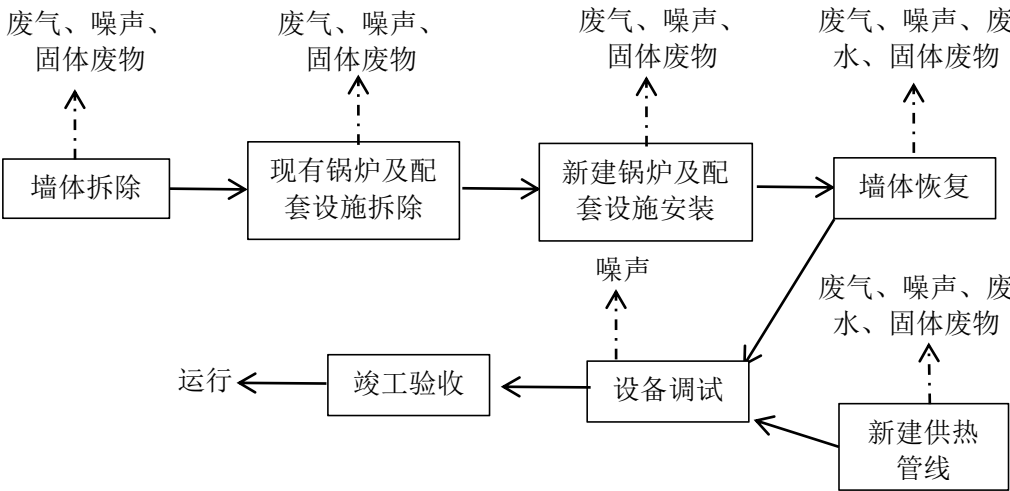 废气、噪声、
固体废物
废气、噪声、
固体废物
废气、噪声、
固体废物
废气、噪声、废
水、固体废物
墙体拆除
现有锅炉及配
套设施拆除
新建锅炉及配
套设施安装
墙体恢复
噪声
废气、噪声、废
水、固体废物
运行
竣工验收
设备调试
新建供热
管线